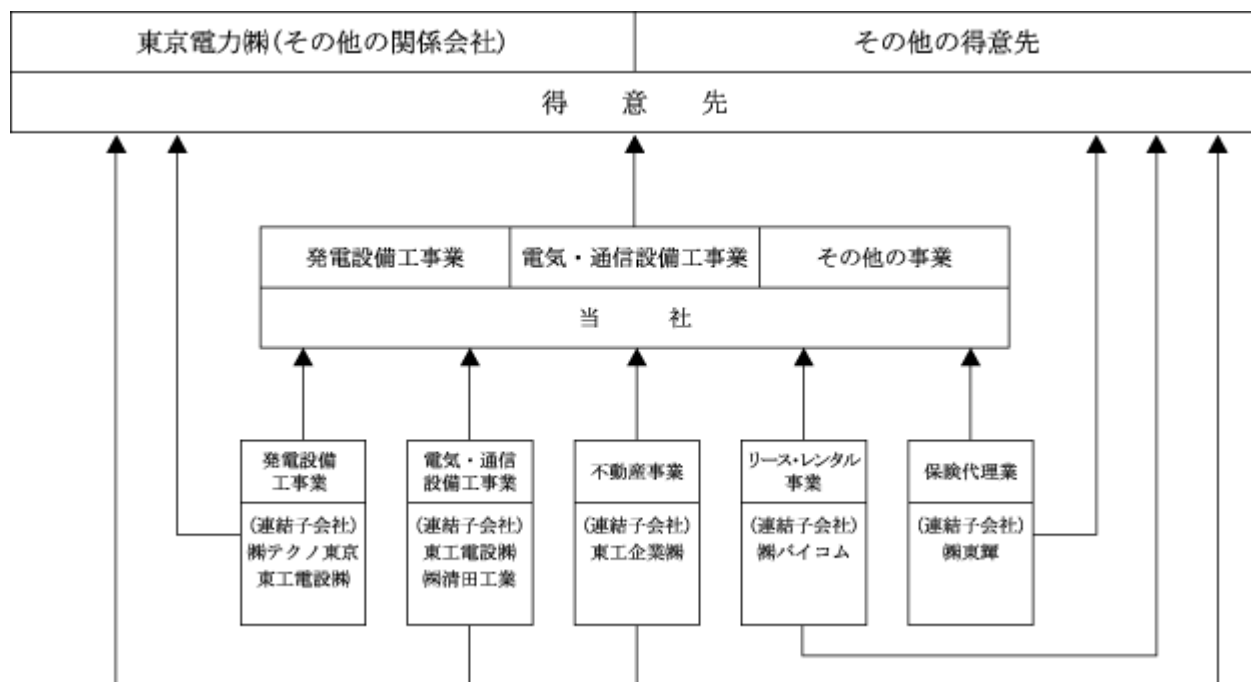 東京電力㈱(その他の関係会社)
その他の得意先
得意先
発電設備工事業
電気・通信設備工事業
その他の事業
当社
発電設備
工事業
(連結子会社)
㈱テクノ東京
東工電設㈱
電気・通信
設備工事業
(連結子会社)
東工電設㈱
㈲清田工業
不動産事業
(連結子会社)
東工企業㈱
リース・レンタル
事業
(連結子会社)
㈱バイコム
保険代理業
(連結子会社)
㈲東輝